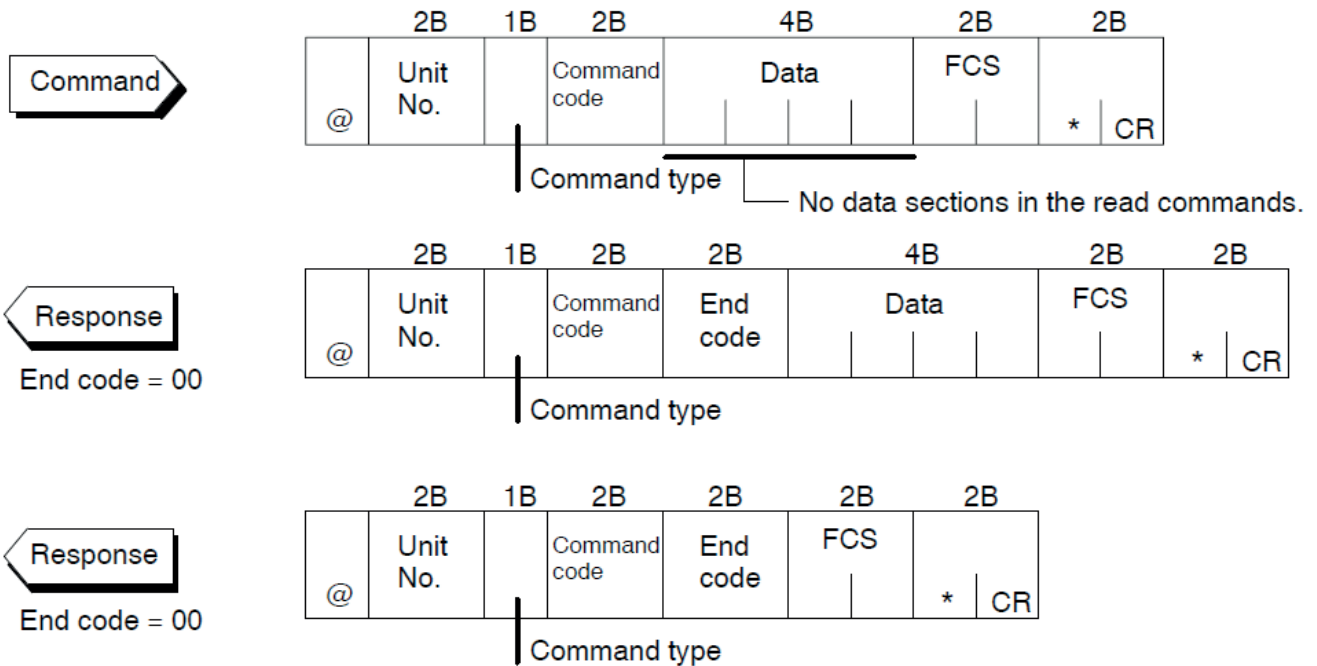 2B 1B 2B 4B 2B 2B
Command
@ Unit No. Command code Data FCS * CR
Command type
No data sections in the read commands.
2B 1B 2B 2B 4B 2B 2B
Response
@ Unit No. Command code End code Data FCS * CR
End code = 00
Command type
2B 1B 2B 2B 2B 2B
Response
@ Unit No. Command code End code FCS * CR
End code = 00
Command type